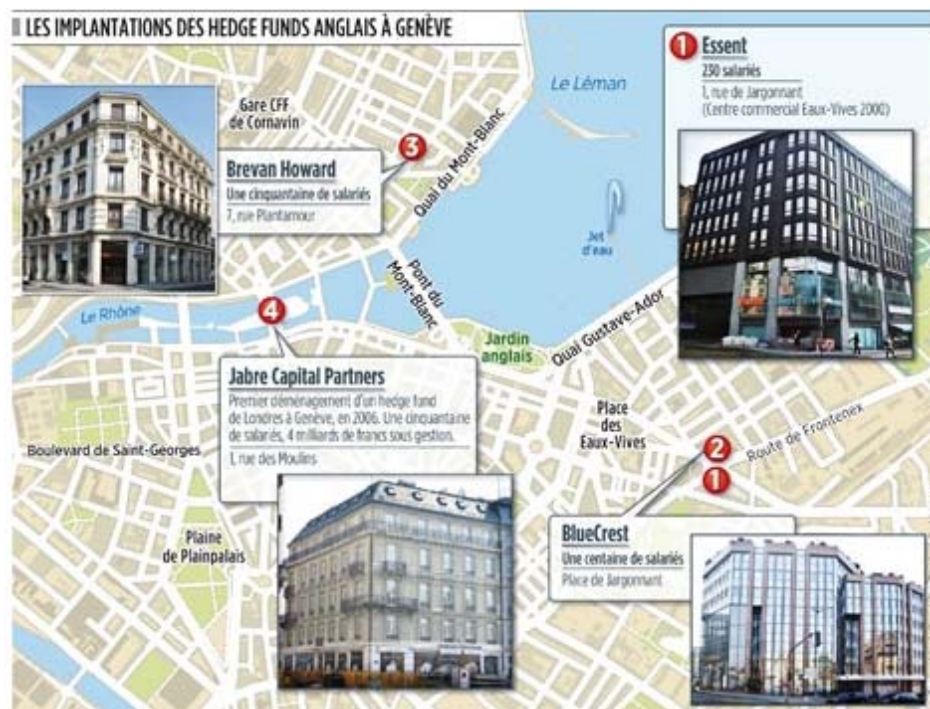 LES IMPLANTATIONS DES HEDGE FUNDS ANGLAIS À GENÈVE
1
Essent
230 salariés
1, rue de Jargonnant
(Centre commercial Eaux-Vives 2000)
Le Léman
Gare CFF
de Cornavin
3
Brevan Howard
Une cinquantaine de salariés
7, rue Plantamour
Quai du Mont-Blanc
Jet
d'eau
Pont du
Mont-Blanc
Le Rhône
4
Jardin
anglais
Quai Gustave-Ador
Jabre Capital Partners
Premier déménagement d'un hedge fund
de Londres à Genève, en 2006. Une cinquantaine
de salariés, 4 milliards de francs sous gestion.
1, rue des Moulins
Place
des
Eaux-Vives
Route de Frontenex
Boulevard de Saint-Georges
2
1
BlueCrest
Une centaine de salariés
Place de Jargonnant
Plaine
de Plainpalais